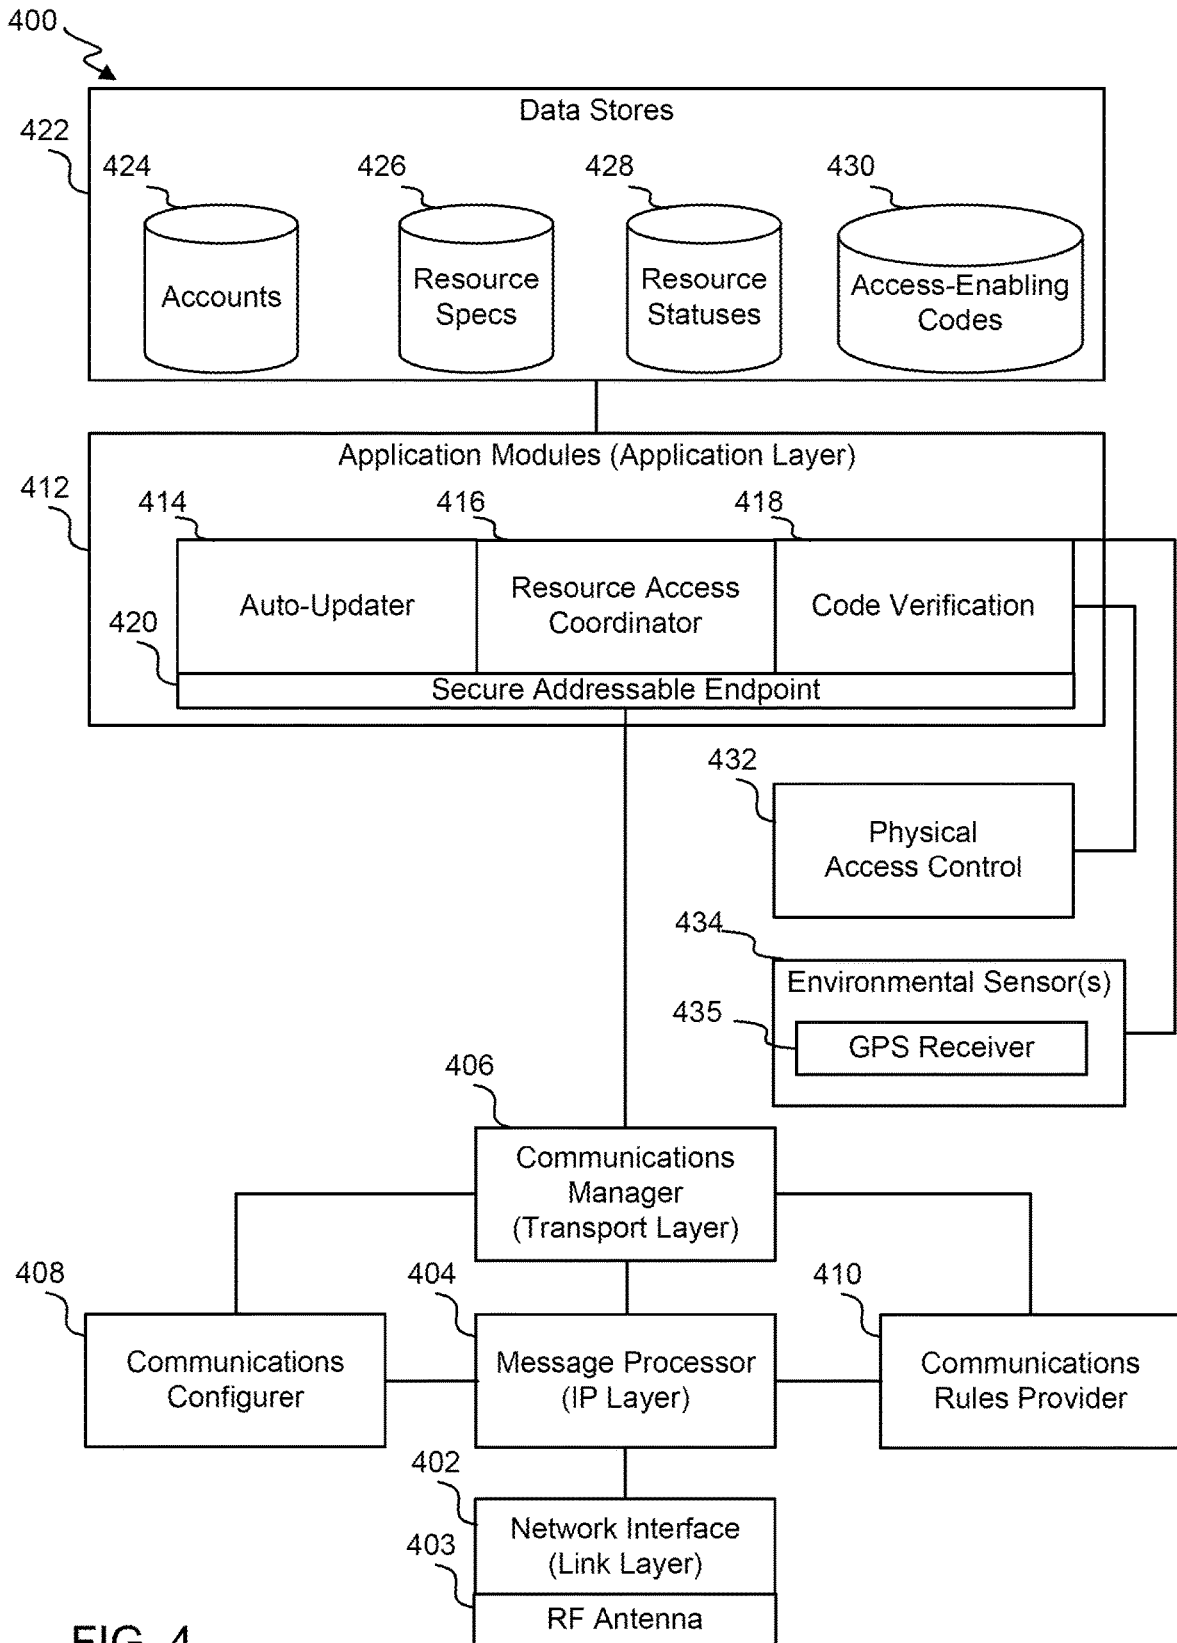 400
Data Stores
422
424
426
428
430
Accounts
Resource
Specs
Resource
Statuses
Access-Enabling
Codes
Application Modules (Application Layer)
412
414
416
418
Auto-Updater
Resource Access
Coordinator
Code Verification
420
Secure Addressable Endpoint
432
Physical
Access Control
434
Environmental Sensor(s)
435
GPS Receiver
406
Communications
Manager
(Transport Layer)
408
404
410
Communications
Configurer
Message Processor
(IP Layer)
Communications
Rules Provider
402
Network Interface
(Link Layer)
403
RF Antenna
FIG. 4